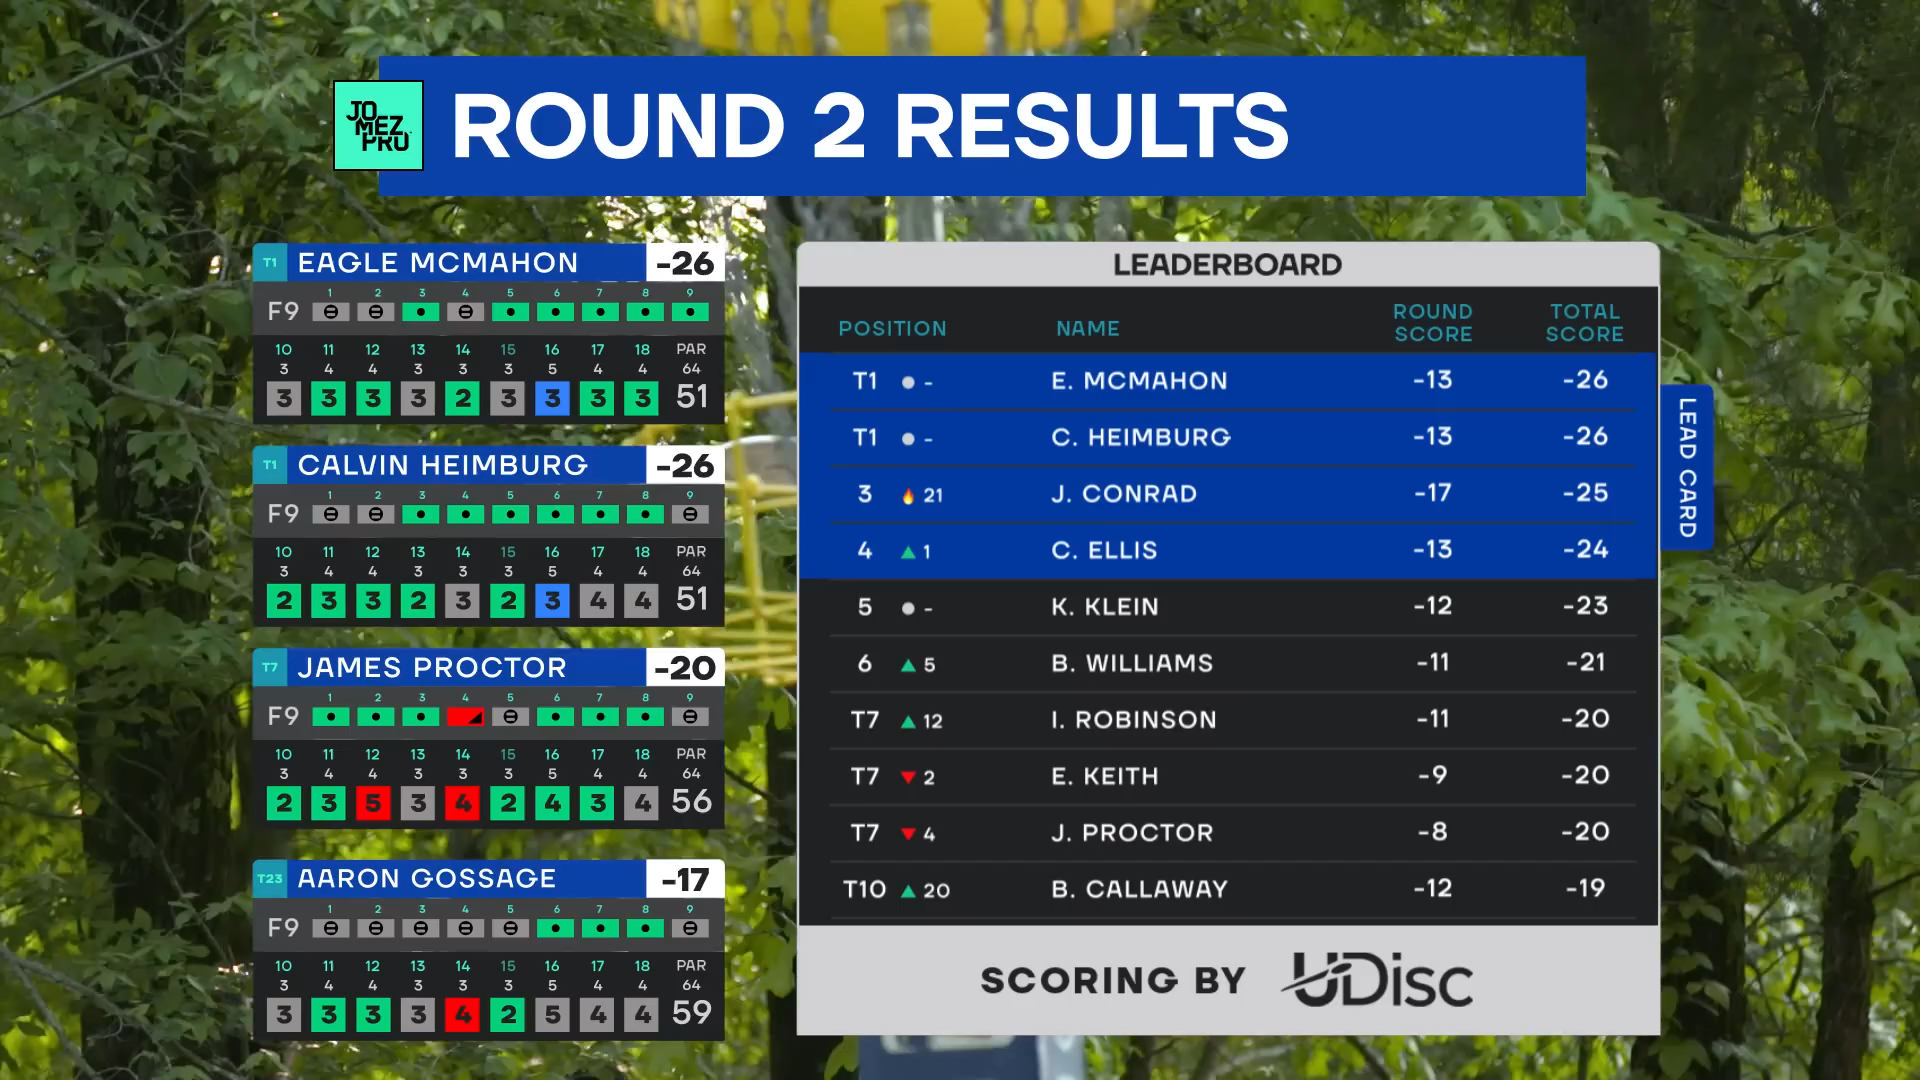 JOMEZPRO
ROUND 2 RESULTS
T1 EAGLE MCMAHON -26
1 2 3 4 5 6 7 8 9
F9
10 11 12 13 14 15 16 17 18 PAR
3 4 4 3 3 3 5 4 4 64
3 3 3 3 2 3 3 3 3 51
T1 CALVIN HEIMBURG -26
1 2 3 4 5 6 7 8 9
F9
10 11 12 13 14 15 16 17 18 PAR
3 4 4 3 3 3 5 4 4 64
2 3 3 2 3 2 3 4 4 51
T7 JAMES PROCTOR -20
1 2 3 4 5 6 7 8 9
F9
10 11 12 13 14 15 16 17 18 PAR
3 4 4 3 3 3 5 4 4 64
2 3 5 3 4 2 4 3 4 56
T23 AARON GOSSAGE -17
1 2 3 4 5 6 7 8 9
F9
10 11 12 13 14 15 16 17 18 PAR
3 4 4 3 3 3 5 4 4 64
3 3 3 3 4 2 5 4 4 59
LEADERBOARD
POSITION NAME ROUND SCORE TOTAL SCORE
T1 - E. MCMAHON -13 -26
T1 - C. HEIMBURG -13 -26
3 21 J. CONRAD -17 -25
4 1 C. ELLIS -13 -24
5 - K. KLEIN -12 -23
6 5 B. WILLIAMS -11 -21
T7 12 I. ROBINSON -11 -20
T7 2 E. KEITH -9 -20
T7 4 J. PROCTOR -8 -20
T10 20 B. CALLAWAY -12 -19
LEAD CARD
SCORING BY UDisc